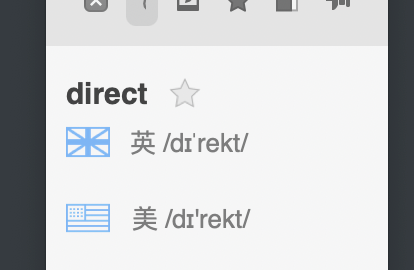 direct
英 /dɪˈrekt/
美 /dɪ'rekt/